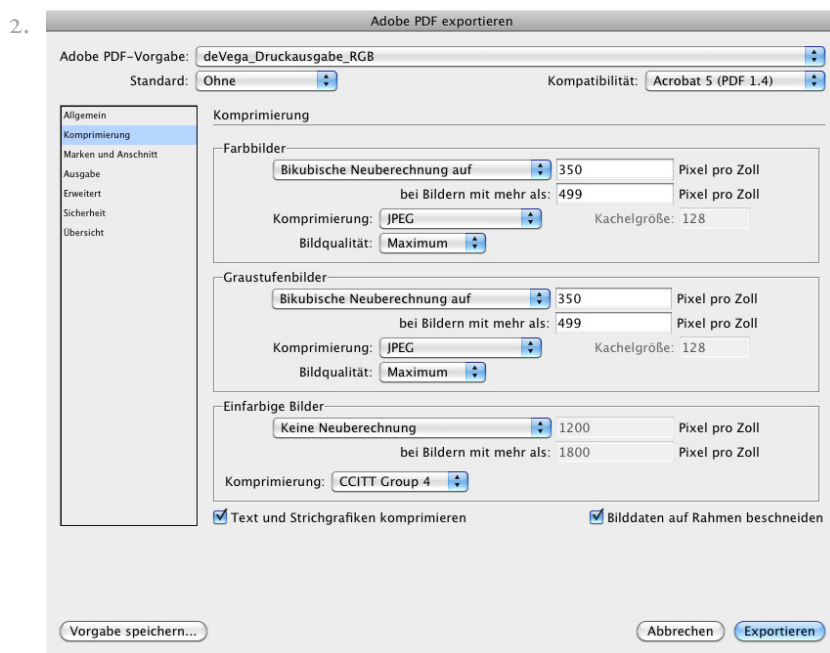 2.
Adobe PDF exportieren
Adobe PDF-Vorgabe: deVega_Druckausgabe_RGB
Standard: Ohne Kompatibilität: Acrobat 5 (PDF 1.4)
Allgemein
Komprimierung
Marken und Anschnitt
Ausgabe
Erweitert
Sicherheit
Übersicht
Komprimierung
Farbbilder
Bikubische Neuberechnung auf 350 Pixel pro Zoll
bei Bildern mit mehr als: 499 Pixel pro Zoll
Komprimierung: JPEG Kachelgröße: 128
Bildqualität: Maximum
Graustufenbilder
Bikubische Neuberechnung auf 350 Pixel pro Zoll
bei Bildern mit mehr als: 499 Pixel pro Zoll
Komprimierung: JPEG Kachelgröße: 128
Bildqualität: Maximum
Einfarbige Bilder
Keine Neuberechnung 1200 Pixel pro Zoll
bei Bildern mit mehr als: 1800 Pixel pro Zoll
Komprimierung: CCITT Group 4
Text und Strichgrafiken komprimieren Bilddaten auf Rahmen beschneiden
Vorgabe speichern... Abbrechen Exportieren